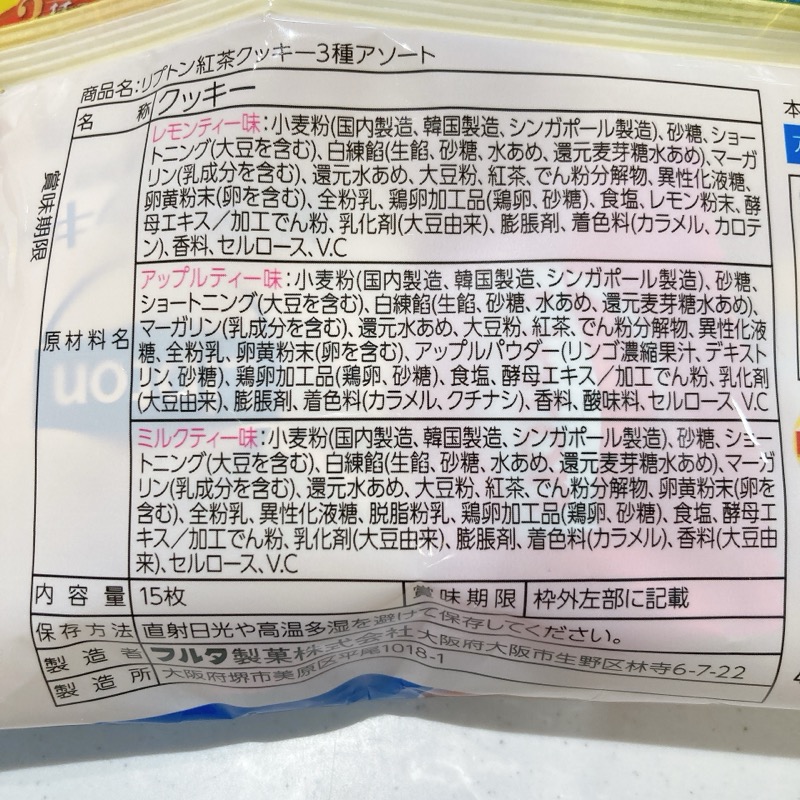 商品名:リプトン紅茶クッキー3種アソート
名 称 クッキー
レモンティー味:小麦粉(国内製造、韓国製造、シンガポール製造)、砂糖、ショー
トニング(大豆を含む)、白練餡(生餡、砂糖、水あめ、還元麦芽糖水あめ)、マーガ
リン(乳成分を含む)、還元水あめ、大豆粉、紅茶、でん粉分解物、異性化液糖、
卵黄粉末(卵を含む)、全粉乳、鶏卵加工品(鶏卵、砂糖)、食塩、レモン粉末、酵
母エキス/加工でん粉、乳化剤(大豆由来)、膨脹剤、着色料(カラメル、カロテ
ン)、香料、セルロース、V.C
賞味期限
原材料名
アップルティー味:小麦粉(国内製造、韓国製造、シンガポール製造)、砂糖、
ショートニング(大豆を含む)、白練餡(生餡、砂糖、水あめ、還元麦芽糖水あめ)、
マーガリン(乳成分を含む)、還元水あめ、大豆粉、紅茶、でん粉分解物、異性化液
糖、全粉乳、卵黄粉末(卵を含む)、アップルパウダー(リンゴ濃縮果汁、デキスト
リン、砂糖)、鶏卵加工品(鶏卵、砂糖)、食塩、酵母エキス/加工でん粉、乳化剤
(大豆由来)、膨脹剤、着色料(カラメル、クチナシ)、香料、酸味料、セルロース、V.C
ミルクティー味:小麦粉(国内製造、韓国製造、シンガポール製造)、砂糖、ショー
トニング(大豆を含む)、白練餡(生餡、砂糖、水あめ、還元麦芽糖水あめ)、マーガ
リン(乳成分を含む)、還元水あめ、大豆粉、紅茶、でん粉分解物、卵黄粉末(卵を
含む)、全粉乳、異性化液糖、脱脂粉乳、鶏卵加工品(鶏卵、砂糖)、食塩、酵母エ
キス/加工でん粉、乳化剤(大豆由来)、膨脹剤、着色料(カラメル)、香料(大豆由
来)、セルロース、V.C
内容量 15枚 賞味期限 枠外左部に記載
保存方法 直射日光や高温多湿を避けて保存してください。
製造者 フルタ製菓株式会社 大阪府大阪市生野区林寺6-7-22
製造所 大阪府堺市美原区平尾1018-1
本